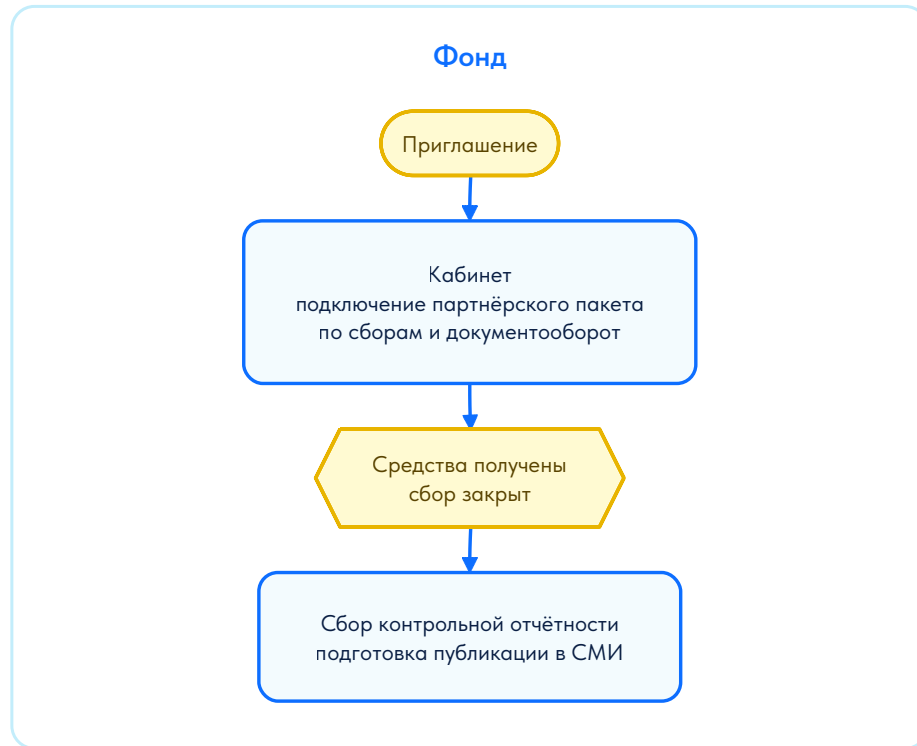 Фонд
Приглашение
Кабинет
подключение партнёрского пакета
по сборам и документооборот
Средства получены
сбор закрыт
Сбор контрольной отчётности
подготовка публикации в СМИ